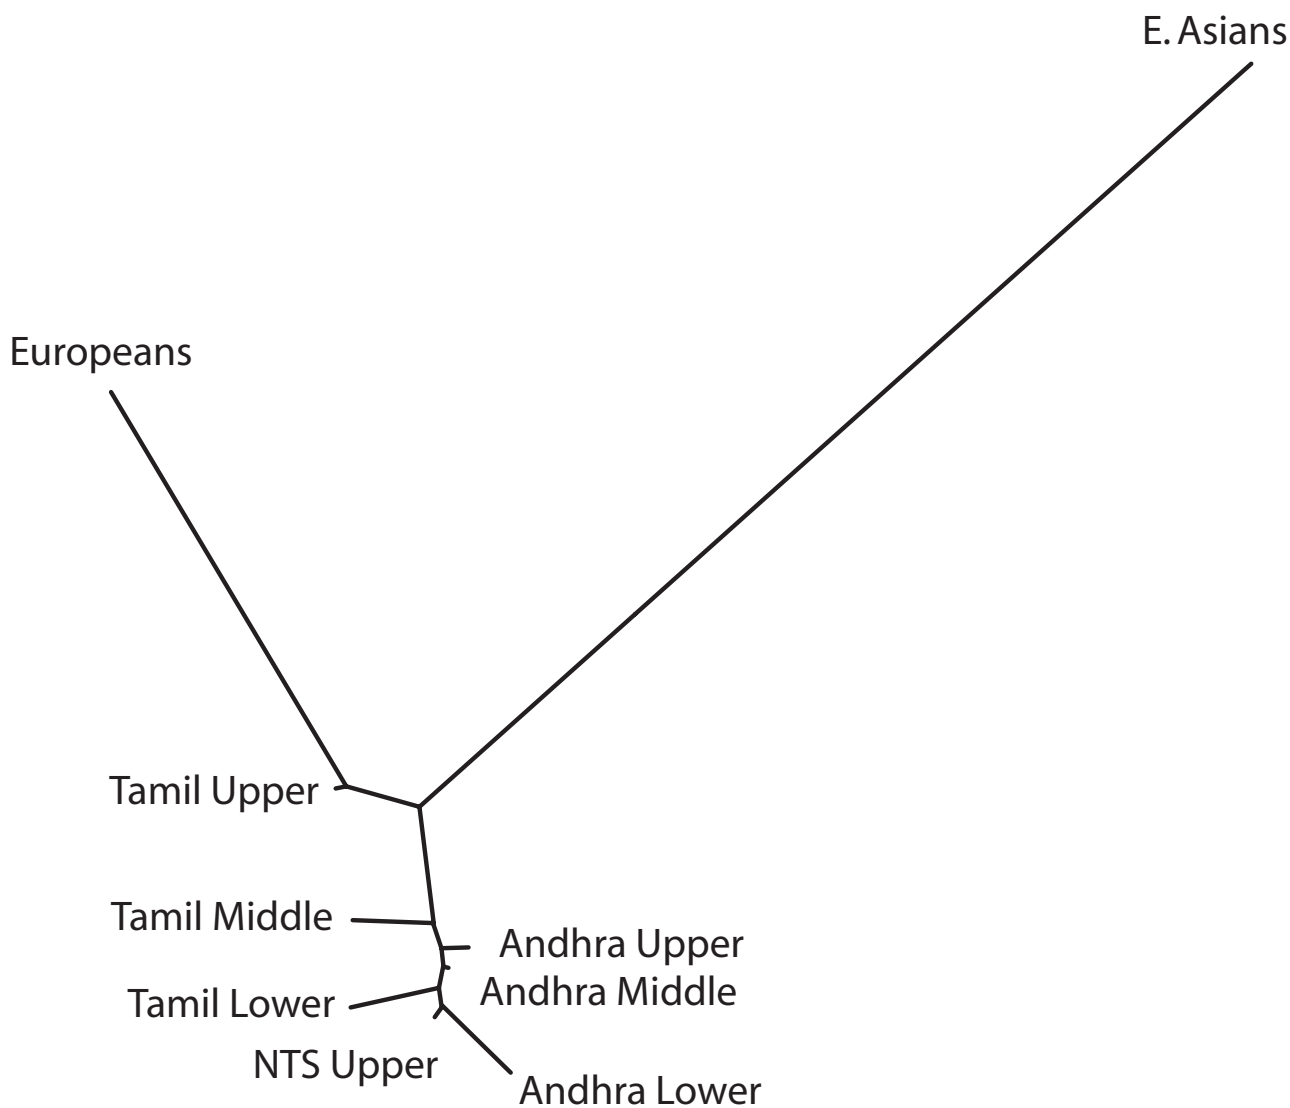 E. Asians
Europeans
Tamil Upper
Tamil Middle
Andhra Upper
Andhra Middle
Tamil Lower
NTS Upper
Andhra Lower